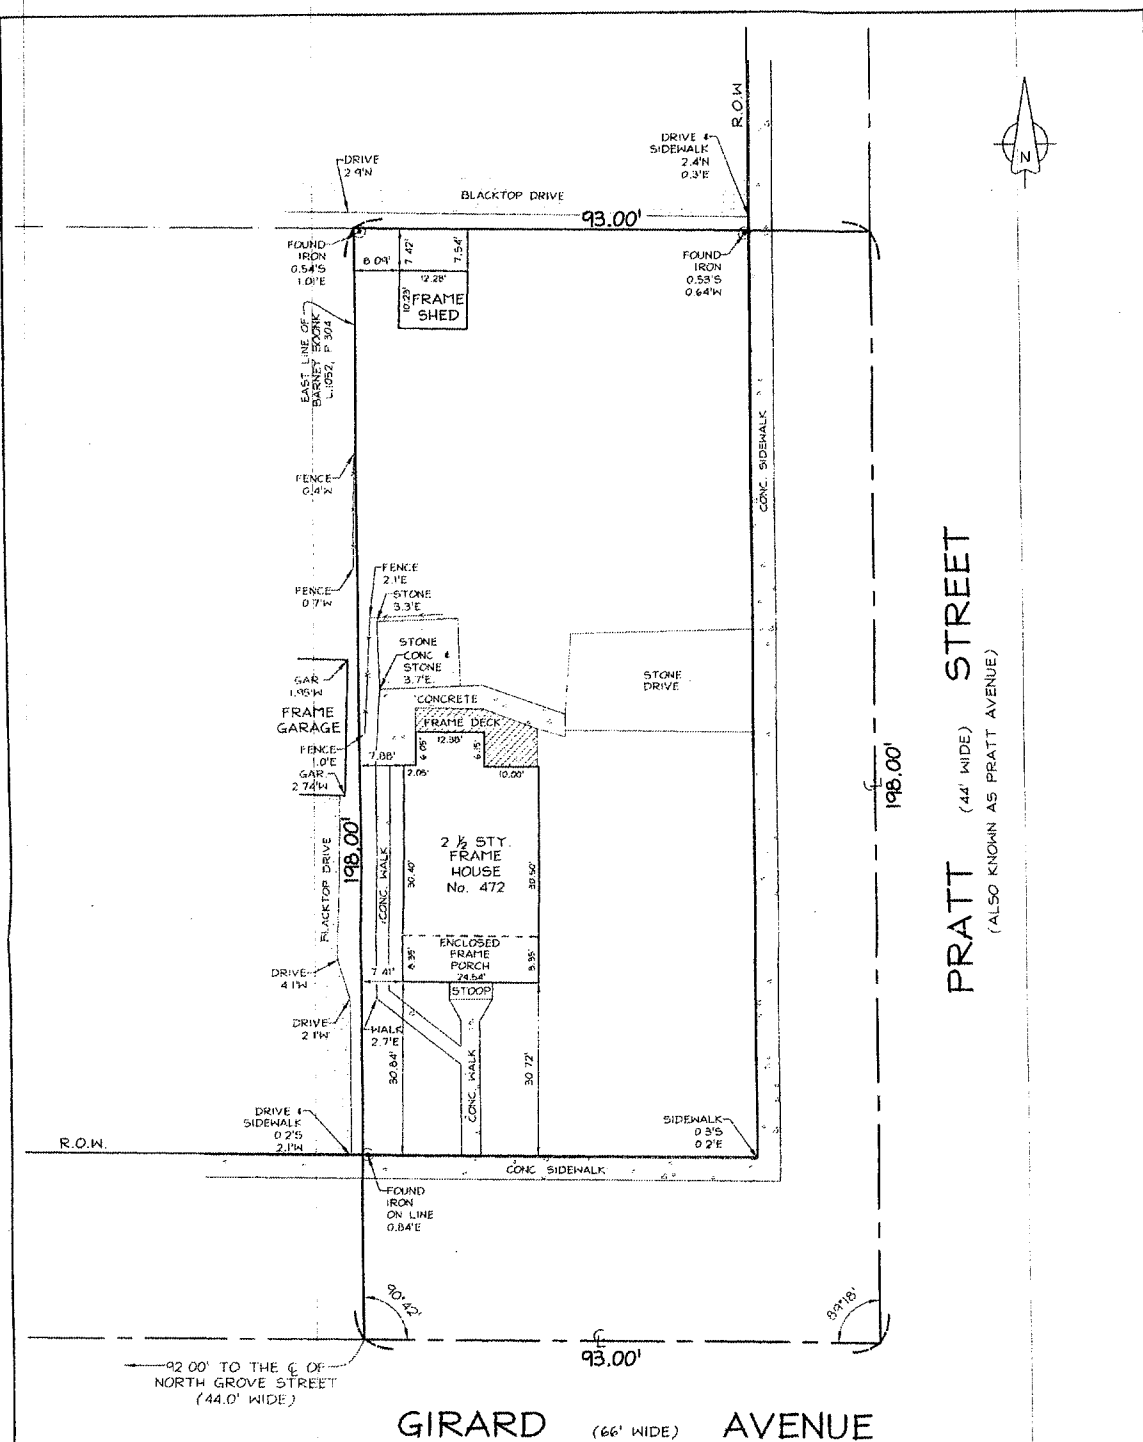 R.O.W
DRIVE &
SIDEWALK
2.4'N
0.3'E
N
DRIVE
2.9'N
BLACKTOP DRIVE
93.00'
FOUND
IRON
0.54'S
1.01'E
8.09'
7.42'
7.54'
12.28'
10.23'
FRAME
SHED
FOUND
IRON
0.53'S
0.64'W
EAST LINE OF
BARNEY BOONK
L.1052, P 304
CONC. SIDEWALK
FENCE
0.4'W
FENCE
0.7'W
FENCE
2.1'E
STONE
3.3'E
STONE
CONC &
STONE
3.7'E
STONE
DRIVE
GAR
1.95'W
FRAME
GARAGE
CONCRETE
FRAME DECK
12.38'
6.05'
6.15'
FENCE
1.0'E
7.88'
2.05'
10.00'
GAR.
2.74'W
198.00'
BLACKTOP DRIVE
CONC. WALK
2 ½ STY.
FRAME
HOUSE
No. 472
30.40'
30.50'
ENCLOSED
FRAME
PORCH
24.54'
8.35'
8.35'
7.41'
STOOP
DRIVE
4.1'W
DRIVE
2.1'W
WALK
2.7'E
30.84'
CONC. WALK
30.72'
DRIVE &
SIDEWALK
0.2'S
2.1'W
SIDEWALK
0.3'S
0.2'E
R.O.W.
CONC SIDEWALK
FOUND
IRON
ON LINE
0.84'E
90°42'
89°18'
℄
93.00'
92.00' TO THE ℄ OF
NORTH GROVE STREET
(44.0' WIDE)
GIRARD (66' WIDE) AVENUE
℄
198.00'
PRATT (44' WIDE) STREET
(ALSO KNOWN AS PRATT AVENUE)